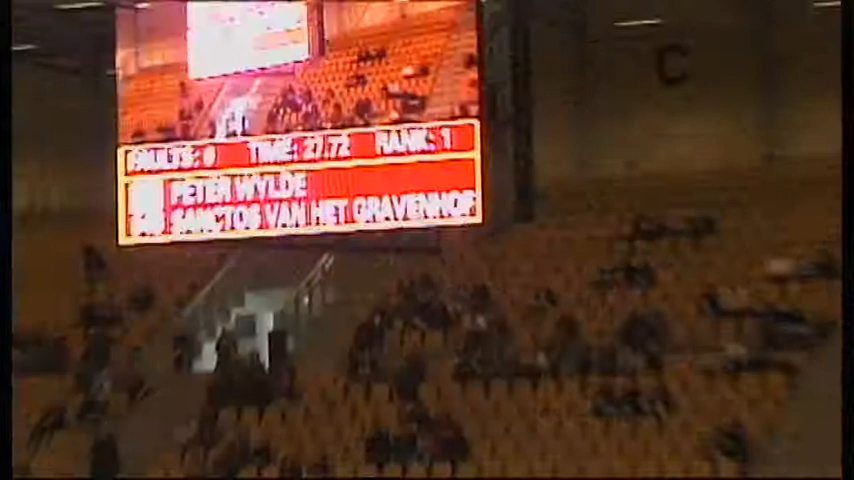 C
FAULTS: 0 TIME: 27.72 RANK: 1
PETER WYLDE
SANCTOS VAN HET GRAVENHOF